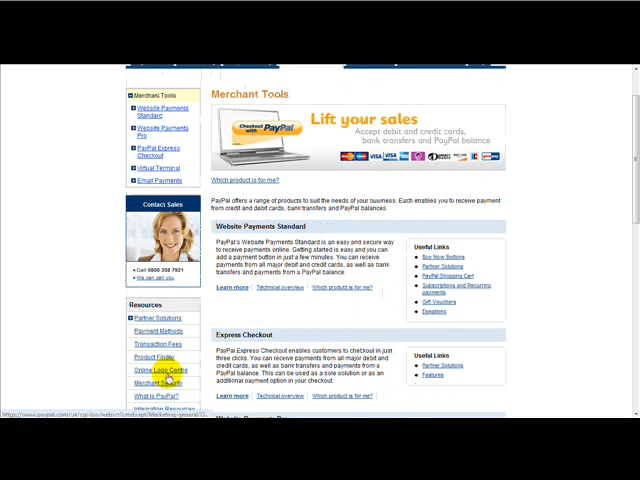 Merchant Tools
Website Payments
Standard
Website Payments
Pro
PayPal Express
Checkout
Virtual Terminal
Email Payments
Contact Sales
Call 0800 358 7921
We can call you
Resources
Partner Solutions
Payment Methods
Transaction Fees
Product Finder
Online Logo Centre
Merchant Security
What is PayPal?
Integration Resources
Merchant Tools
Checkout
with PayPal
Lift your sales
Accept debit and credit cards,
bank transfers and PayPal balance
VISA VISA
Which product is for me?
PayPal offers a range of products to suit the needs of your business. Each enables you to receive payment
from credit and debit cards, bank transfers and PayPal balances.
Website Payments Standard
PayPal's Website Payments Standard is an easy and secure way
to receive payments online. Getting started is easy and you can
add a payment button in just a few minutes. You can receive
payments from all major debit and credit cards, as well as bank
transfers and payments from a PayPal balance.
Learn more Technical overview Which product is for me?
Useful Links
Buy Now Buttons
Partner Solutions
PayPal Shopping Cart
Subscriptions and Recurring
payments
Gift Vouchers
Donations
Express Checkout
PayPal Express Checkout enables customers to checkout in just
three clicks. You can receive payments from all major debit and
credit cards, as well as bank transfers and payments from a
PayPal balance. This can be used as a sole solution or as an
additional payment option in your checkout.
Learn more Technical overview Which product is for me?
Useful Links
Partner Solutions
Features
Website Payments Pro